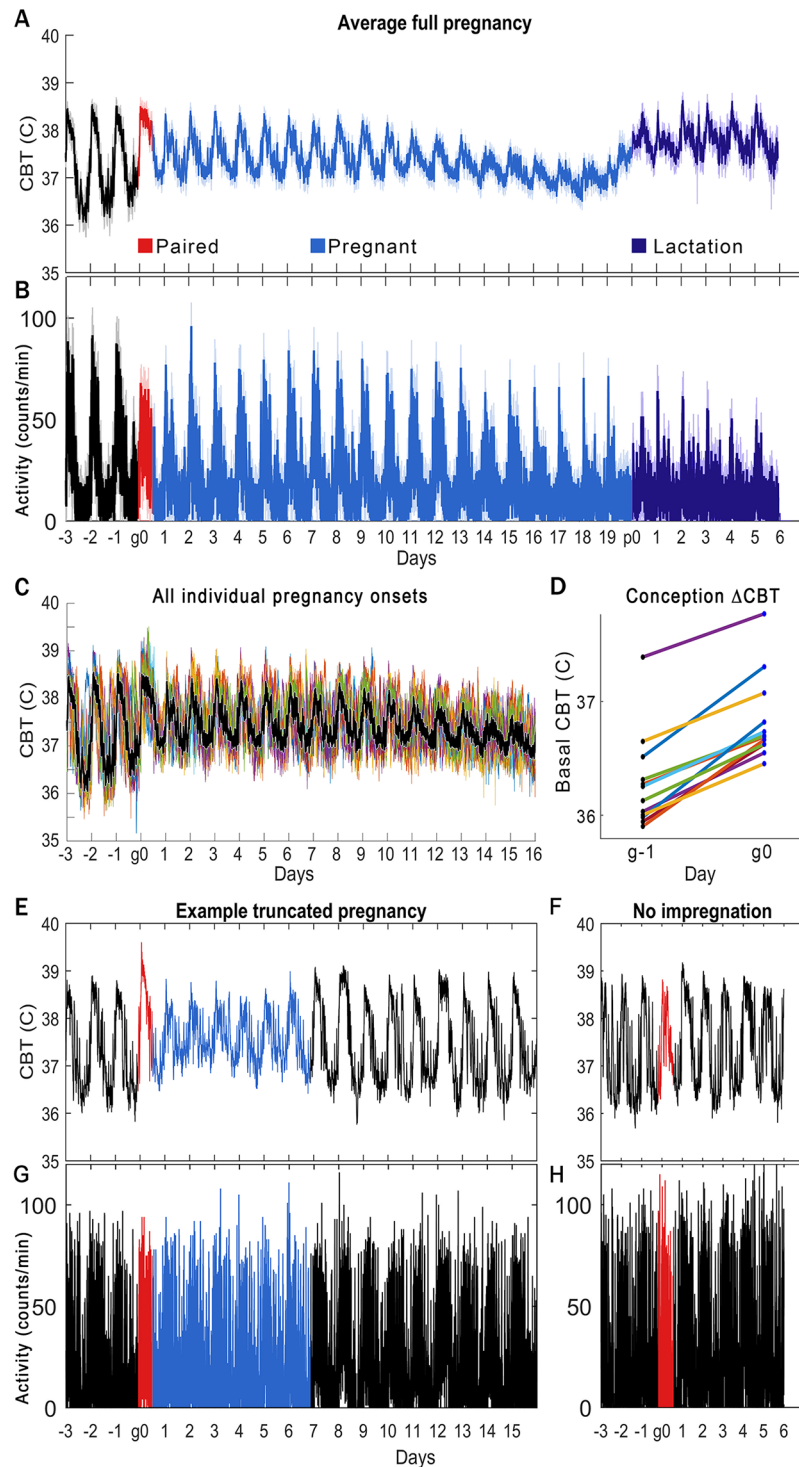 A Average full pregnancy
40
39
38
37
36
35
CBT (C)
Paired Pregnant Lactation
B
100
50
0
Activity (counts/min)
-3 -2 -1 g0 1 2 3 4 5 6 7 8 9 10 11 12 13 14 15 16 17 18 19 p0 1 2 3 4 5 6
Days
C All individual pregnancy onsets
40
39
38
37
36
35
CBT (C)
-3 -2 -1 g0 1 2 3 4 5 6 7 8 9 10 11 12 13 14 15 16
Days
D Conception ΔCBT
37
36
Basal CBT (C)
g-1 g0
Day
E Example truncated pregnancy
40
39
38
37
36
35
CBT (C)
F No impregnation
40
39
38
37
36
35
G
100
50
0
Activity (counts/min)
-3 -2 -1 g0 1 2 3 4 5 6 7 8 9 10 11 12 13 14 15
Days
H
100
50
0
-3 -2 -1 g0 1 2 3 4 5 6